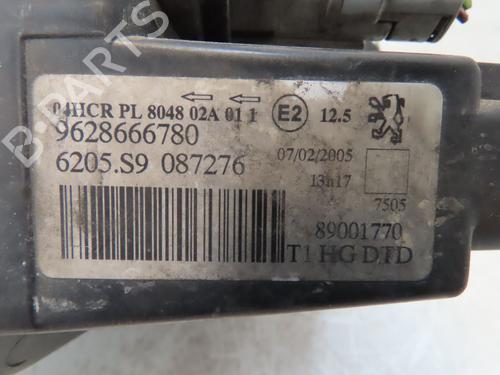 04HCR PL 8048 02A 01 1 E2 12.5
9628666780
6205.S9 087276
07/02/2005
13h17
7505
89001770
T1 HG DTD
B-PARTS